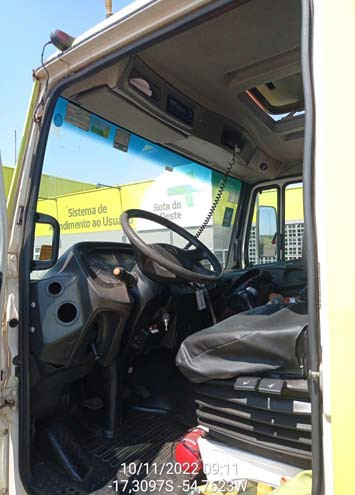 Sistema de
Atendimento ao Usuá
Rota do
Oeste
10/11/2022 09:11
-17,3097S -54,7623W